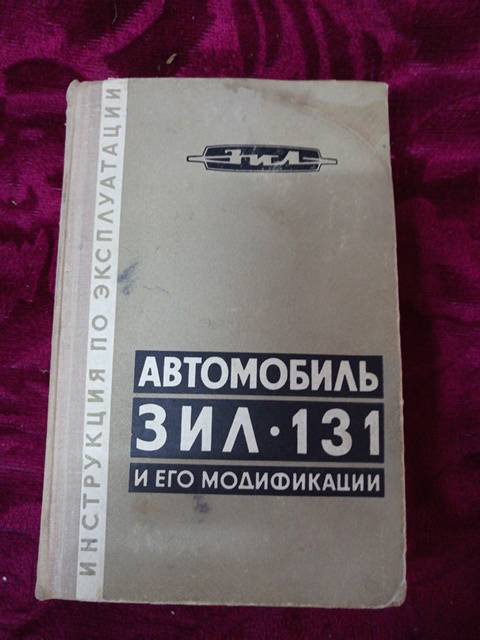 ИНСТРУКЦИЯ ПО ЭКСПЛУАТАЦИИ
ЗИЛ
АВТОМОБИЛЬ
ЗИЛ·131
И ЕГО МОДИФИКАЦИИ